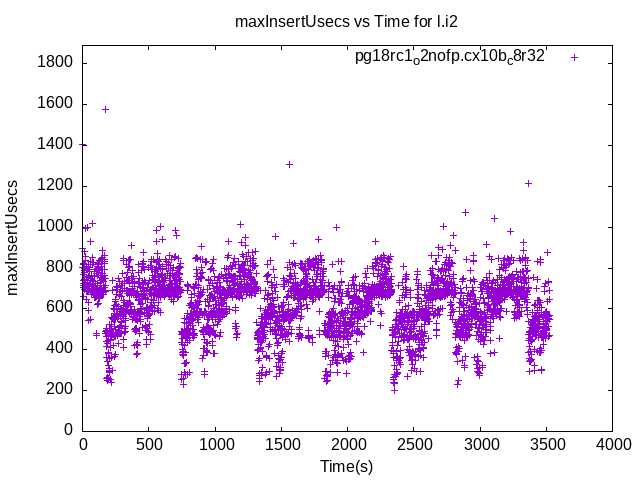 maxInsertUsecs vs Time for l.i2
pg18rc1_o2nofp.cx10b_c8r32
maxInsertUsecs
1800
1600
1400
1200
1000
800
600
400
200
0
0 500 1000 1500 2000 2500 3000 3500 4000
Time(s)